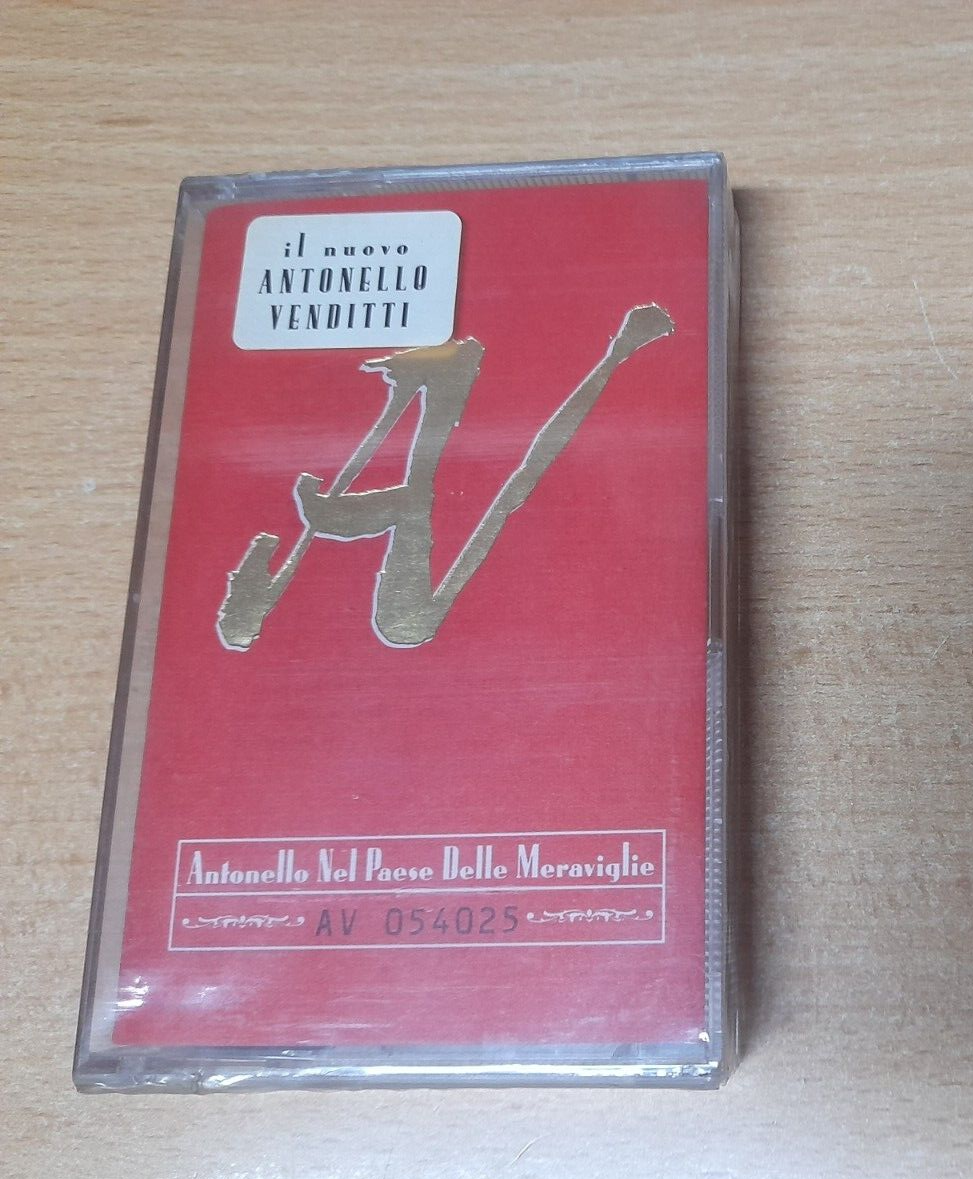 il nuovo
ANTONELLO
VENDITTI
AV
Antonello Nel Paese Delle Meraviglie
AV 054025